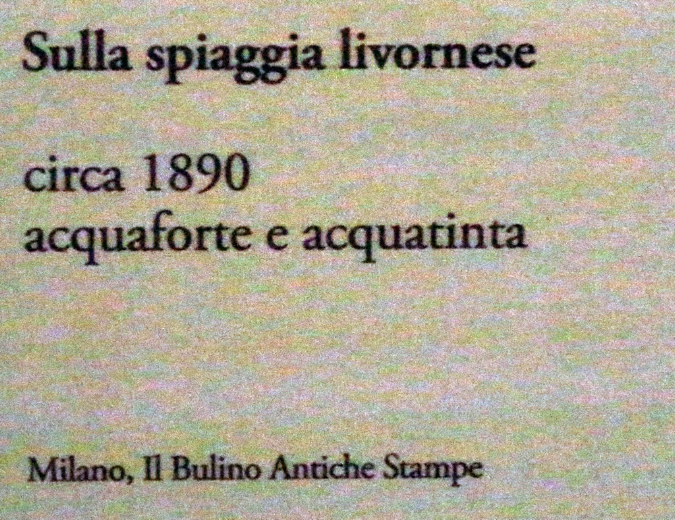 Sulla spiaggia livornese
circa 1890
acquaforte e acquatinta
Milano, Il Bulino Antiche Stampe